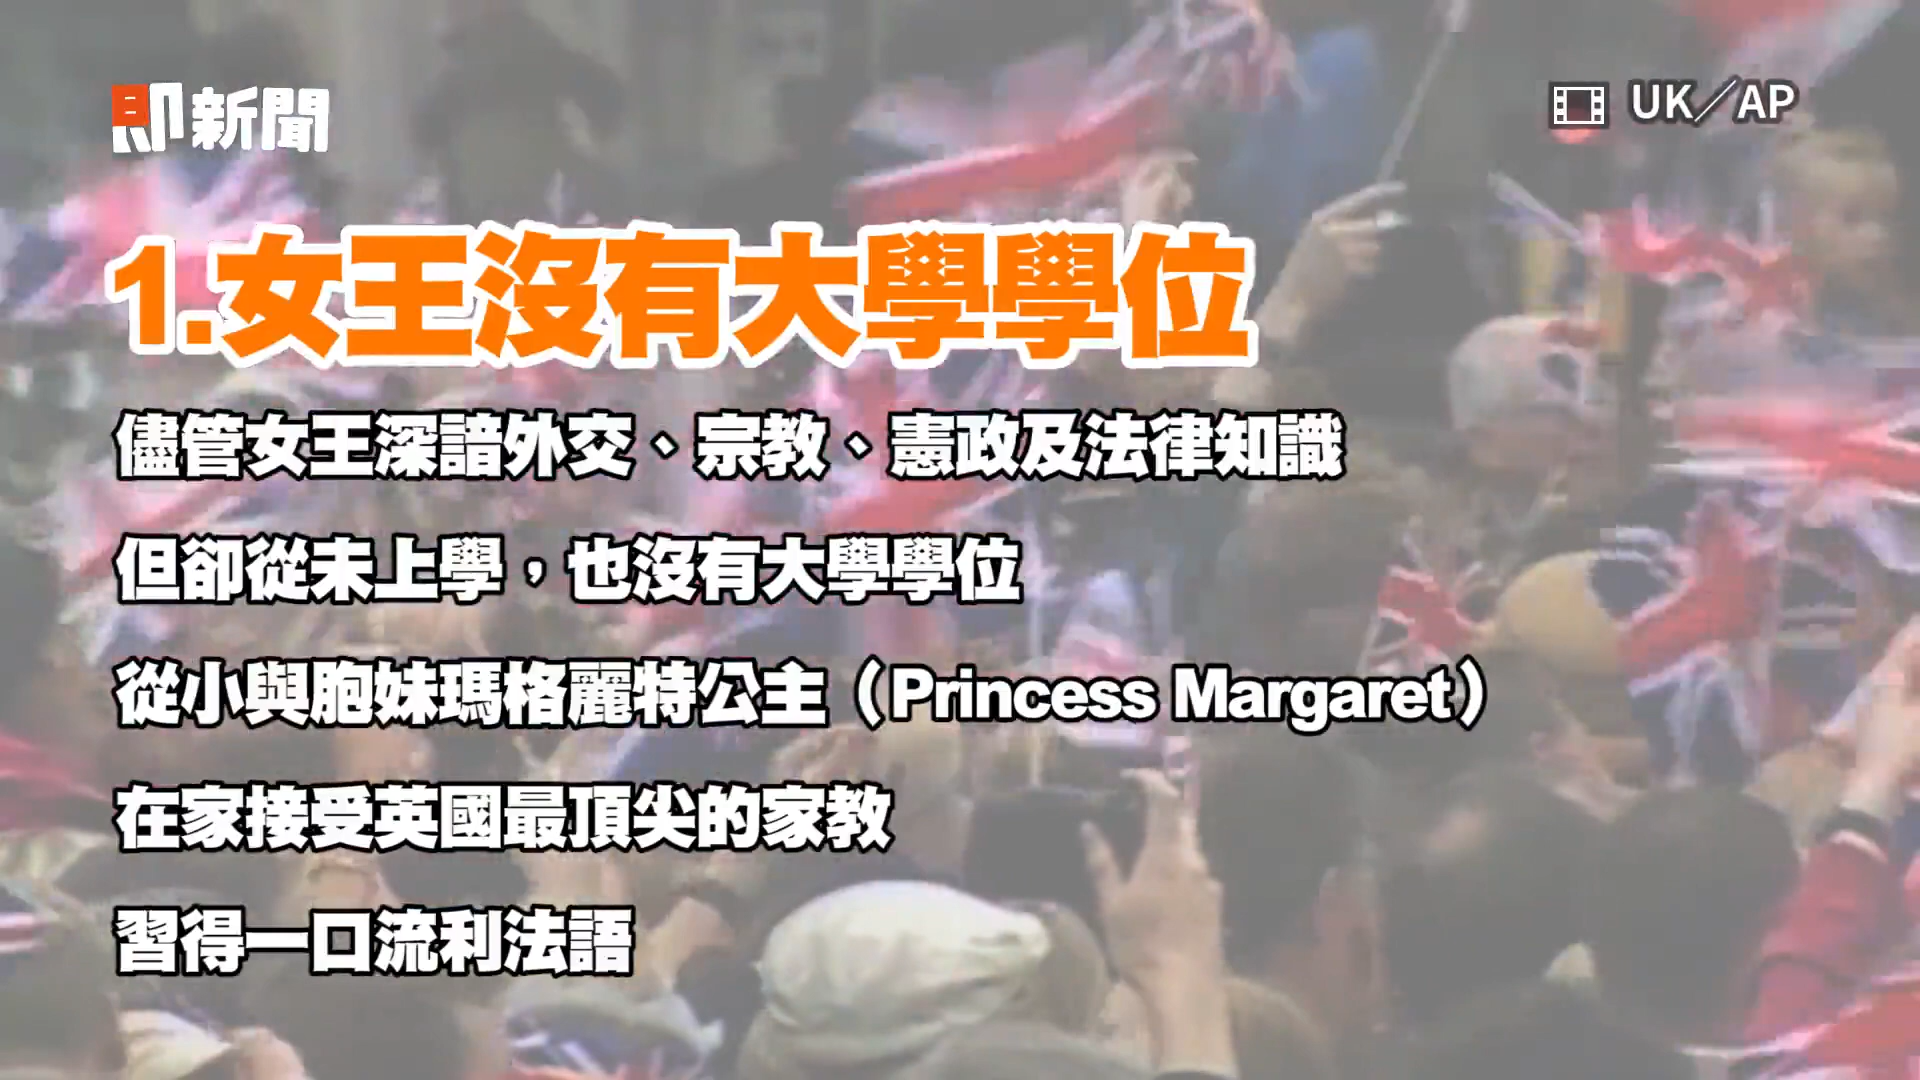 即新聞
UK／AP
1.女王沒有大學學位
儘管女王深諳外交、宗教、憲政及法律知識
但卻從未上學，也沒有大學學位
從小與胞妹瑪格麗特公主（Princess Margaret）
在家接受英國最頂尖的家教
習得一口流利法語